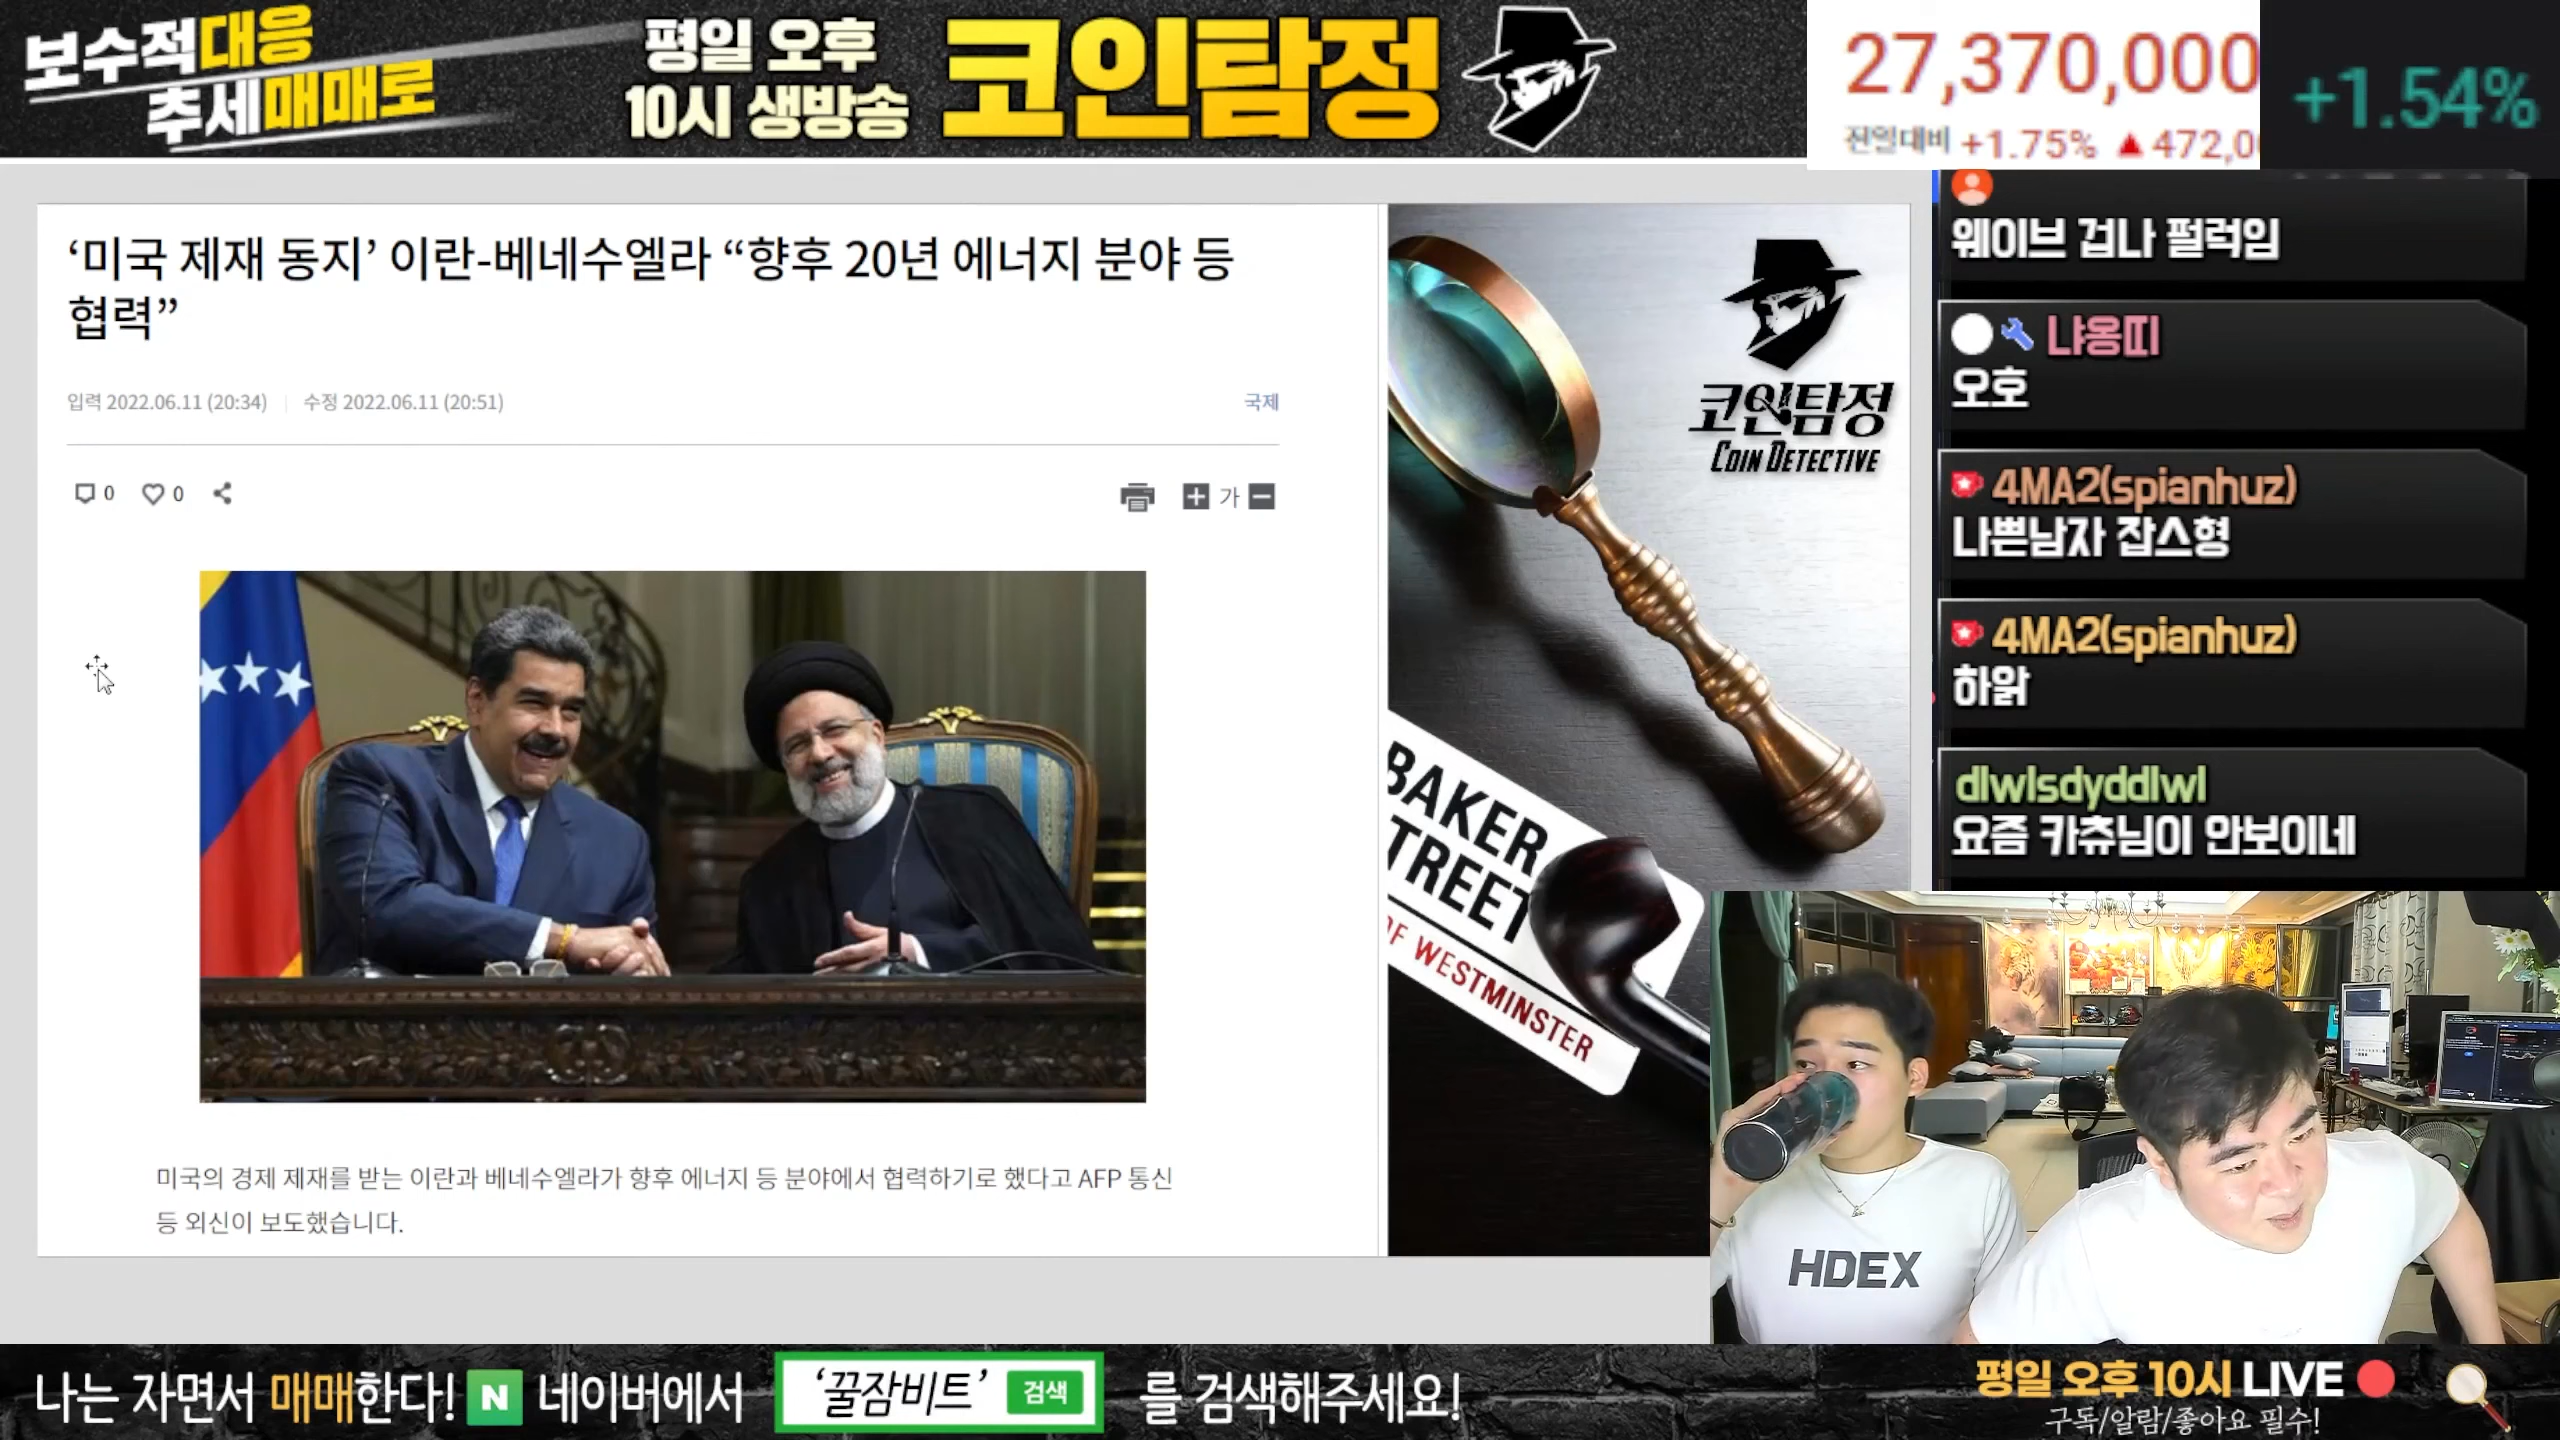 보수적대응
추세매매로
평일 오후
10시 생방송
코인탐정
27,370,000
전일대비 +1.75% ▲472,0
+1.54%
‘미국 제재 동지’ 이란-베네수엘라 “향후 20년 에너지 분야 등
협력”
입력 2022.06.11 (20:34) | 수정 2022.06.11 (20:51)
국제
0 0
가
미국의 경제 제재를 받는 이란과 베네수엘라가 향후 에너지 등 분야에서 협력하기로 했다고 AFP 통신
등 외신이 보도했습니다.
코인탐정
COIN DETECTIVE
BAKER
TREET
OF WESTMINSTER
웨이브 겁나 펄럭임
냐옹띠
오호
4MA2(spianhuz)
나쁜남자 잡스형
4MA2(spianhuz)
하앍
dlwlsdyddlwl
요즘 카츄님이 안보이네
HDEX
나는 자면서 매매한다! N 네이버에서 ‘꿀잠비트’ 검색 를 검색해주세요!
평일 오후 10시 LIVE
구독/알람/좋아요 필수!